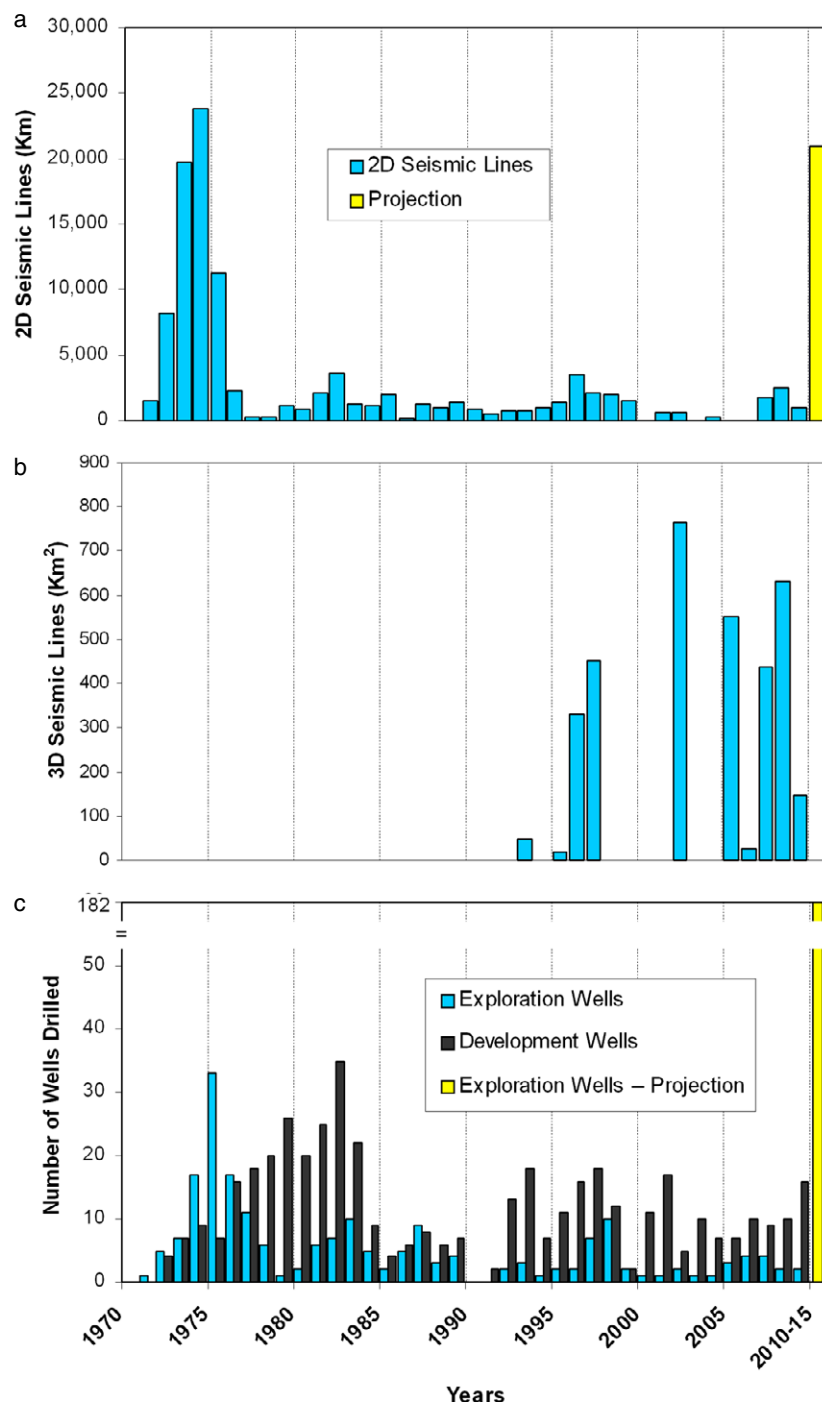 a
30,000
25,000
20,000
15,000
10,000
5,000
0
2D Seismic Lines (Km)
2D Seismic Lines
Projection
b
900
800
700
600
500
400
300
200
100
0
3D Seismic Lines (Km²)
c
182
=
50
40
30
20
10
0
Number of Wells Drilled
Exploration Wells
Development Wells
Exploration Wells – Projection
1970
1975
1980
1985
1990
1995
2000
2005
2010-15
Years